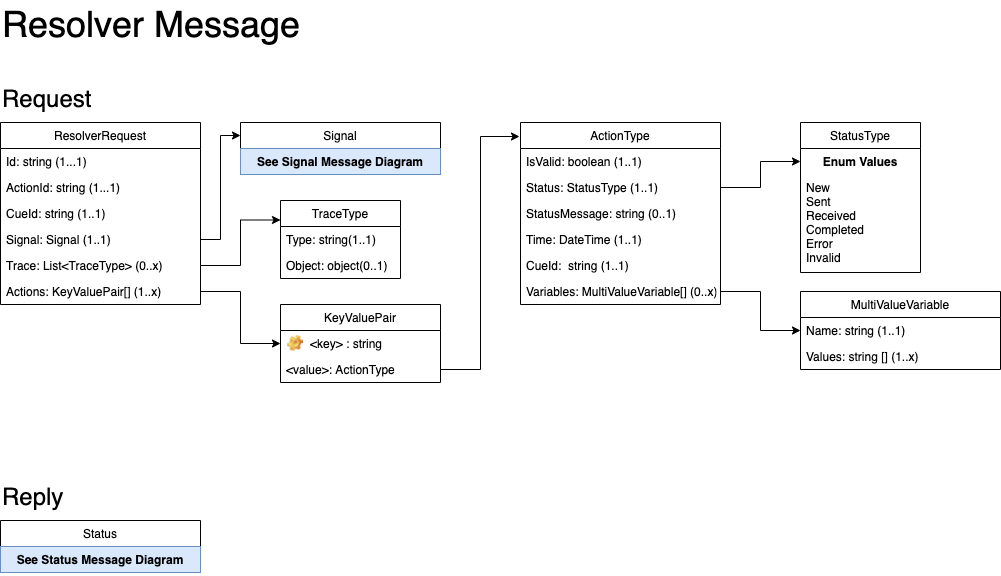 Resolver Message
Request
ResolverRequest
Id: string (1...1)
ActionId: string (1...1)
CueId: string (1..1)
Signal: Signal (1..1)
Trace: List<TraceType> (0..x)
Actions: KeyValuePair[] (1..x)
Signal
See Signal Message Diagram
TraceType
Type: string(1..1)
Object: object(0..1)
KeyValuePair
<key> : string
<value>: ActionType
ActionType
IsValid: boolean (1..1)
Status: StatusType (1..1)
StatusMessage: string (0..1)
Time: DateTime (1..1)
CueId:  string (1..1)
Variables: MultiValueVariable[] (0..x)
StatusType
Enum Values
New
Sent
Received
Completed
Error
Invalid
MultiValueVariable
Name: string (1..1)
Values: string [] (1..x)
Reply
Status
See Status Message Diagram